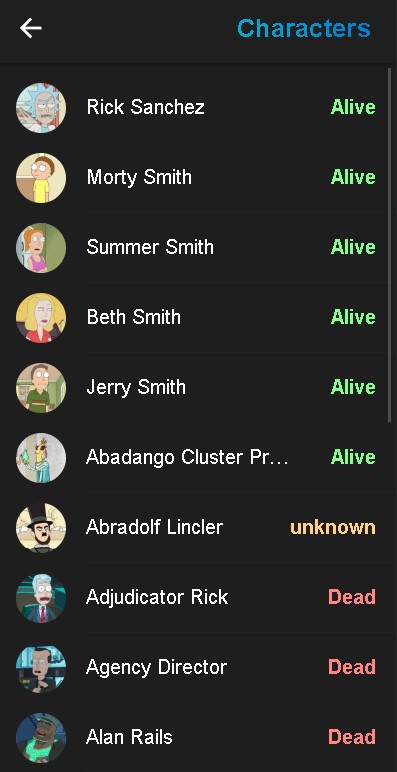 Characters
Rick Sanchez Alive
Morty Smith Alive
Summer Smith Alive
Beth Smith Alive
Jerry Smith Alive
Abadango Cluster Pr... Alive
Abradolf Lincler unknown
Adjudicator Rick Dead
Agency Director Dead
Alan Rails Dead